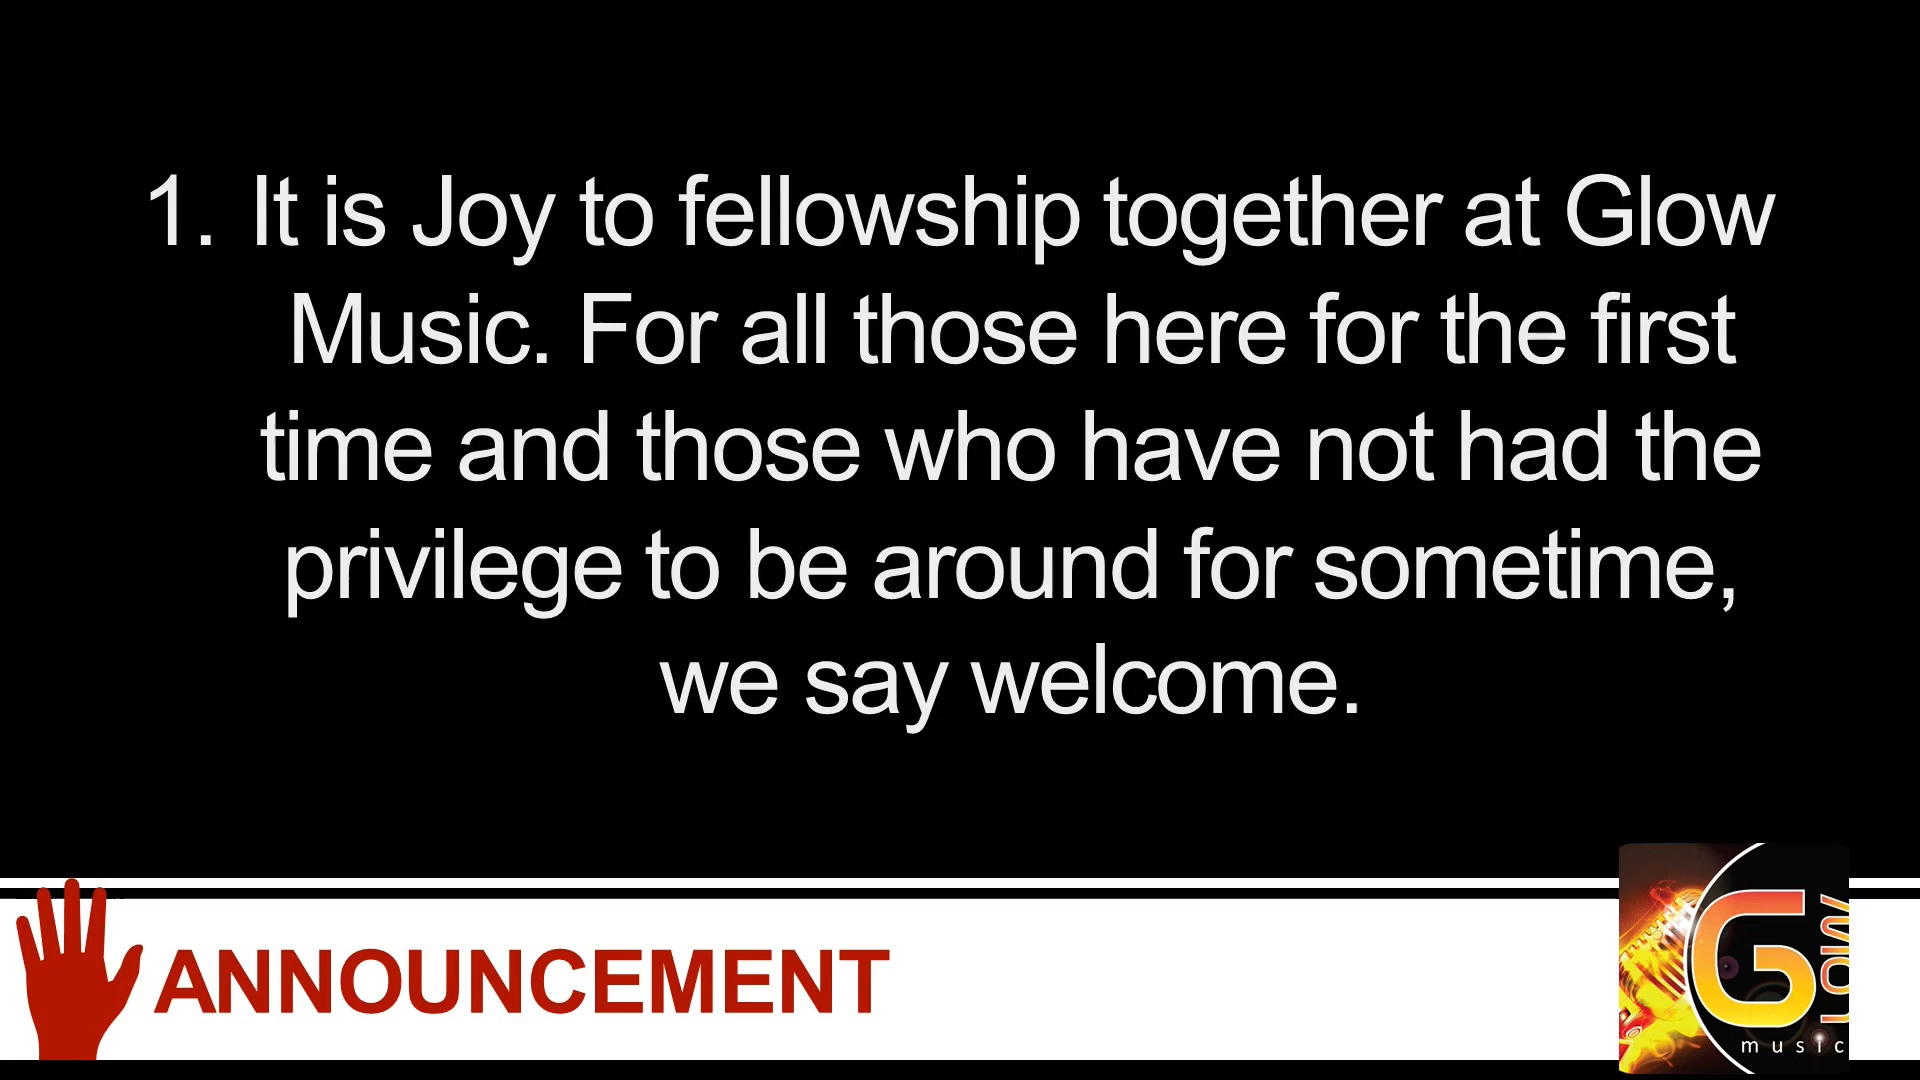 1. It is Joy to fellowship together at Glow
Music. For all those here for the first
time and those who have not had the
privilege to be around for sometime,
we say welcome.
ANNOUNCEMENT
Glow
music